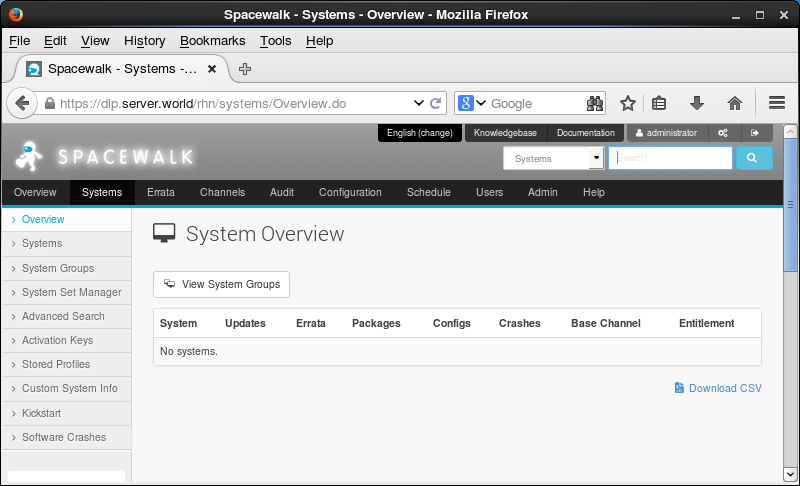 Spacewalk - Systems - Overview - Mozilla Firefox
File Edit View History Bookmarks Tools Help
Spacewalk - Systems -...
https://dlp.server.world/rhn/systems/Overview.do
Google
English (change) Knowledgebase Documentation administrator
SPACEWALK
Systems
Search
Overview Systems Errata Channels Audit Configuration Schedule Users Admin Help
Overview
Systems
System Groups
System Set Manager
Advanced Search
Activation Keys
Stored Profiles
Custom System Info
Kickstart
Software Crashes
System Overview
View System Groups
System Updates Errata Packages Configs Crashes Base Channel Entitlement
No systems.
Download CSV